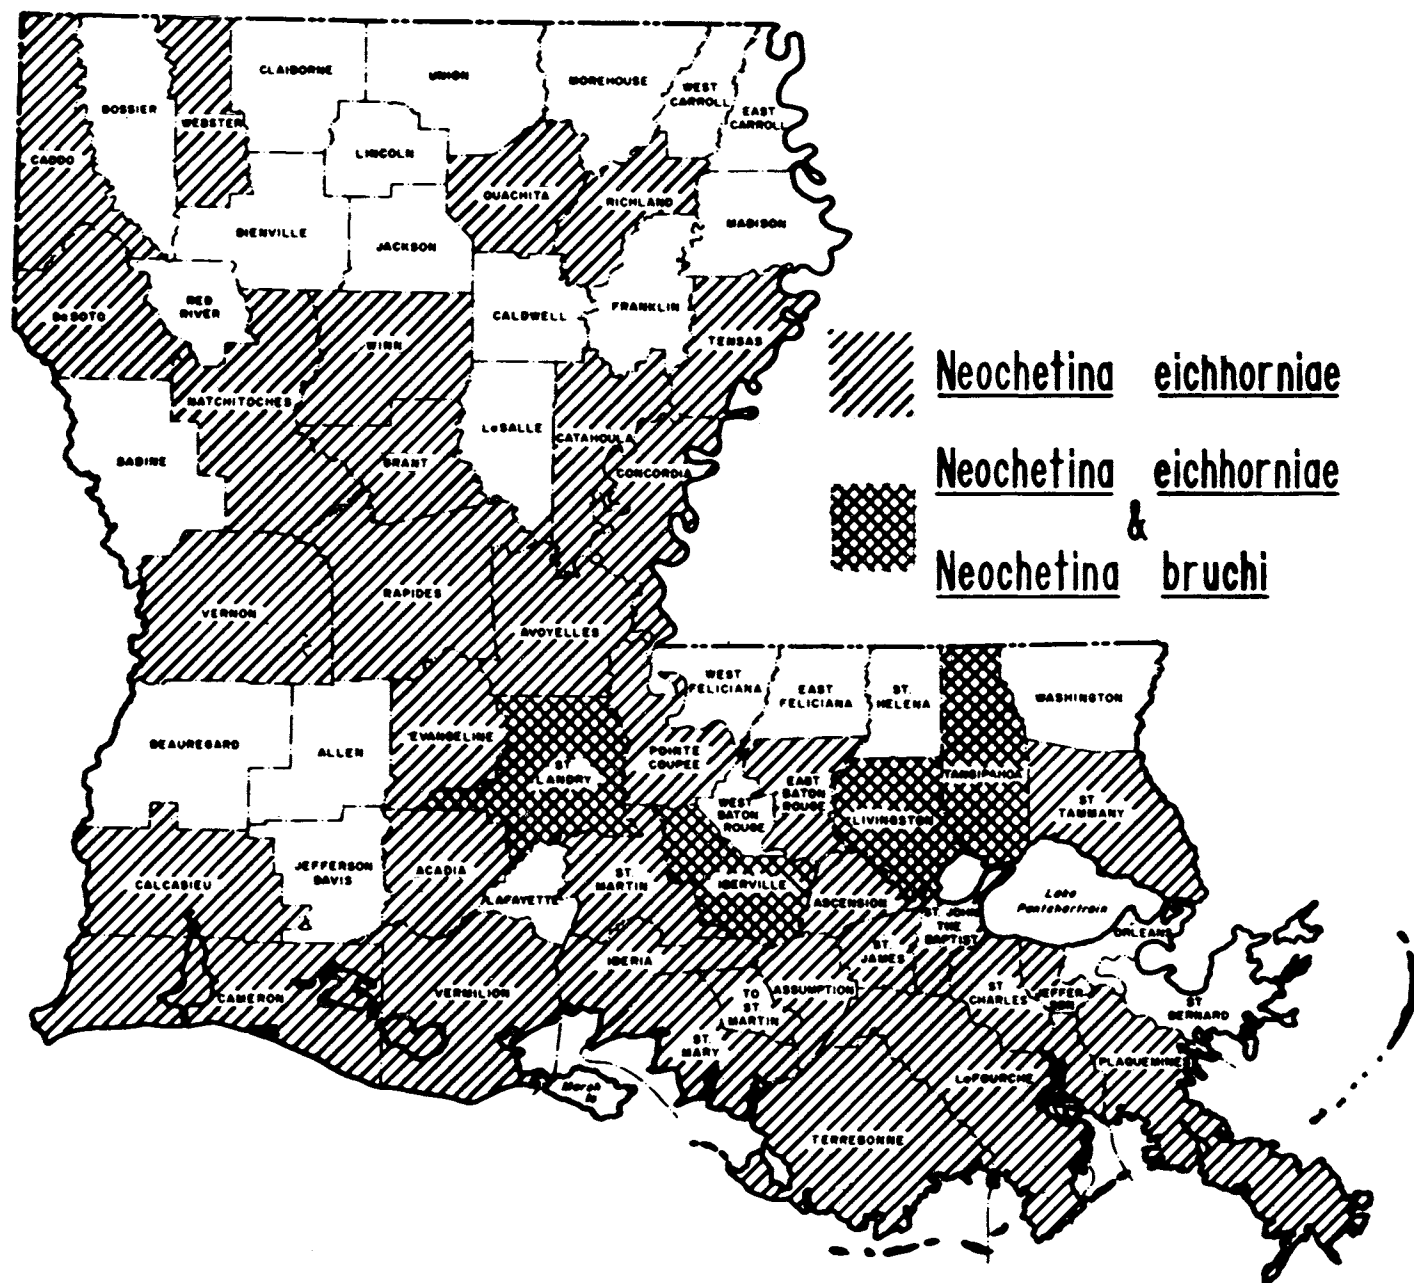 CLAIBORNE
UNION
MOREHOUSE
WEST
CARROLL
EAST
CARROLL
BOSSIER
WEBSTER
CADDO
LINCOLN
OUACHITA
RICHLAND
MADISON
BIENVILLE
JACKSON
RED
RIVER
DeSOTO
CALDWELL
FRANKLIN
WINN
TENSAS
NATCHITOCHES
LaSALLE
CATAHOULA
SABINE
GRANT
CONCORDIA
Neochetina eichhorniae
Neochetina eichhorniae
&
Neochetina bruchi
VERNON
RAPIDES
AVOYELLES
WEST
FELICIANA
EAST
FELICIANA
ST.
HELENA
WASHINGTON
BEAUREGARD
ALLEN
EVANGELINE
ST.
LANDRY
POINTE
COUPEE
WEST
BATON
ROUGE
EAST
BATON
ROUGE
LIVINGSTON
TANGIPAHOA
ST
TAMMANY
CALCASIEU
JEFFERSON
DAVIS
ACADIA
LAFAYETTE
ST.
MARTIN
IBERVILLE
ASCENSION
ST. JOHN
THE
BAPTIST
Lake
Pontchartrain
ORLEANS
CAMERON
VERMILION
IBERIA
TO
ST
MARTIN
ASSUMPTION
ST.
JAMES
ST
CHARLES
JEFFER-
SON
ST
BERNARD
ST.
MARY
Marsh
Is
LaFOURCHE
PLAQUEMINES
TERREBONNE